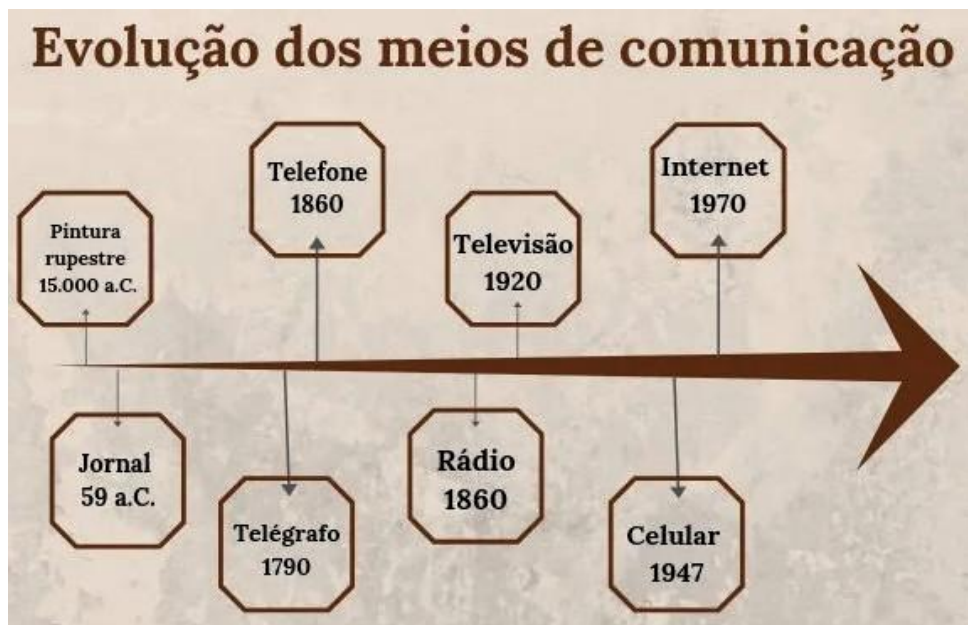 Evolução dos meios de comunicação
Pintura
rupestre
15.000 a.C.
Jornal
59 a.C.
Telégrafo
1790
Telefone
1860
Rádio
1860
Televisão
1920
Celular
1947
Internet
1970